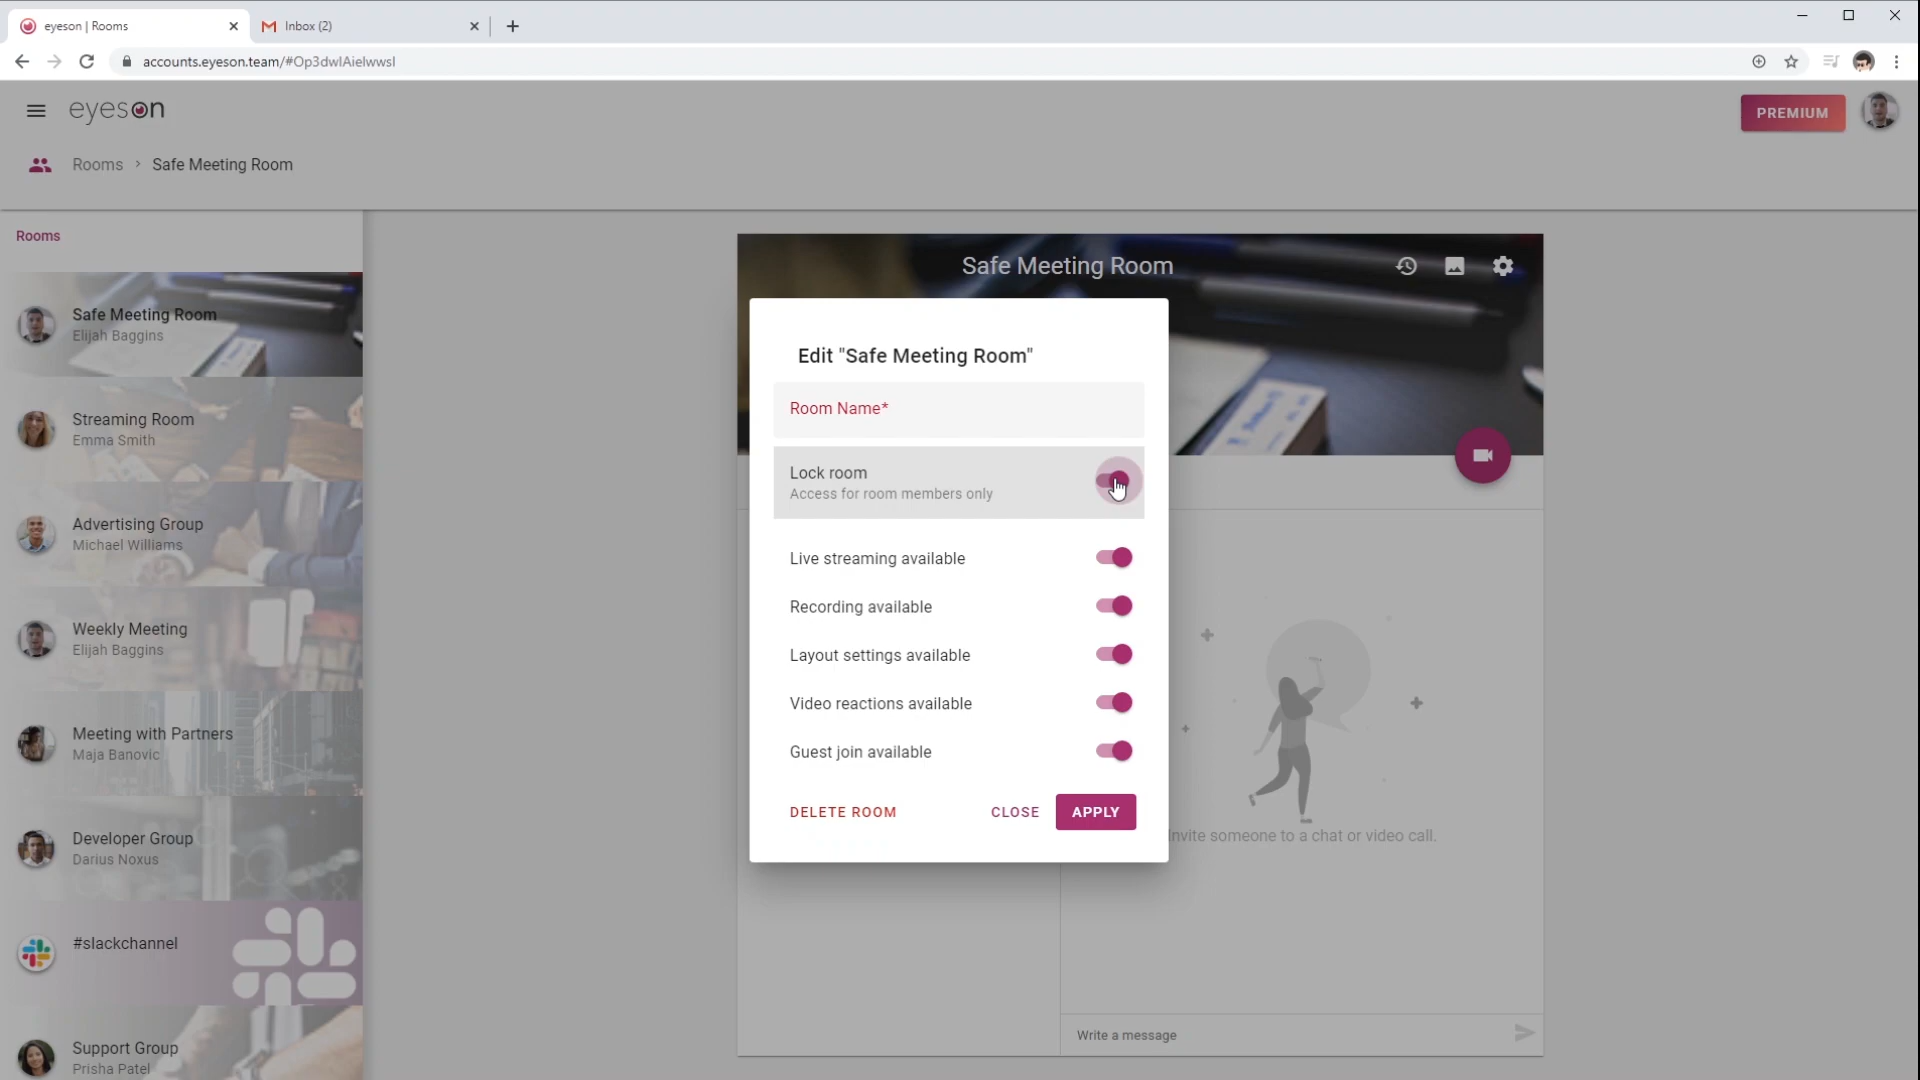 eyeson | Rooms
Inbox (2)
accounts.eyeson.team/#Op3dwlAielwwsl
eyeson
PREMIUM
Rooms > Safe Meeting Room
Rooms
Safe Meeting Room
Elijah Baggins
Streaming Room
Emma Smith
Advertising Group
Michael Williams
Weekly Meeting
Elijah Baggins
Meeting with Partners
Maja Banovic
Developer Group
Darius Noxus
#slackchannel
Support Group
Prisha Patel
Safe Meeting Room
Edit "Safe Meeting Room"
Room Name*
Lock room
Access for room members only
Live streaming available
Recording available
Layout settings available
Video reactions available
Guest join available
DELETE ROOM
CLOSE
APPLY
Invite someone to a chat or video call.
Write a message